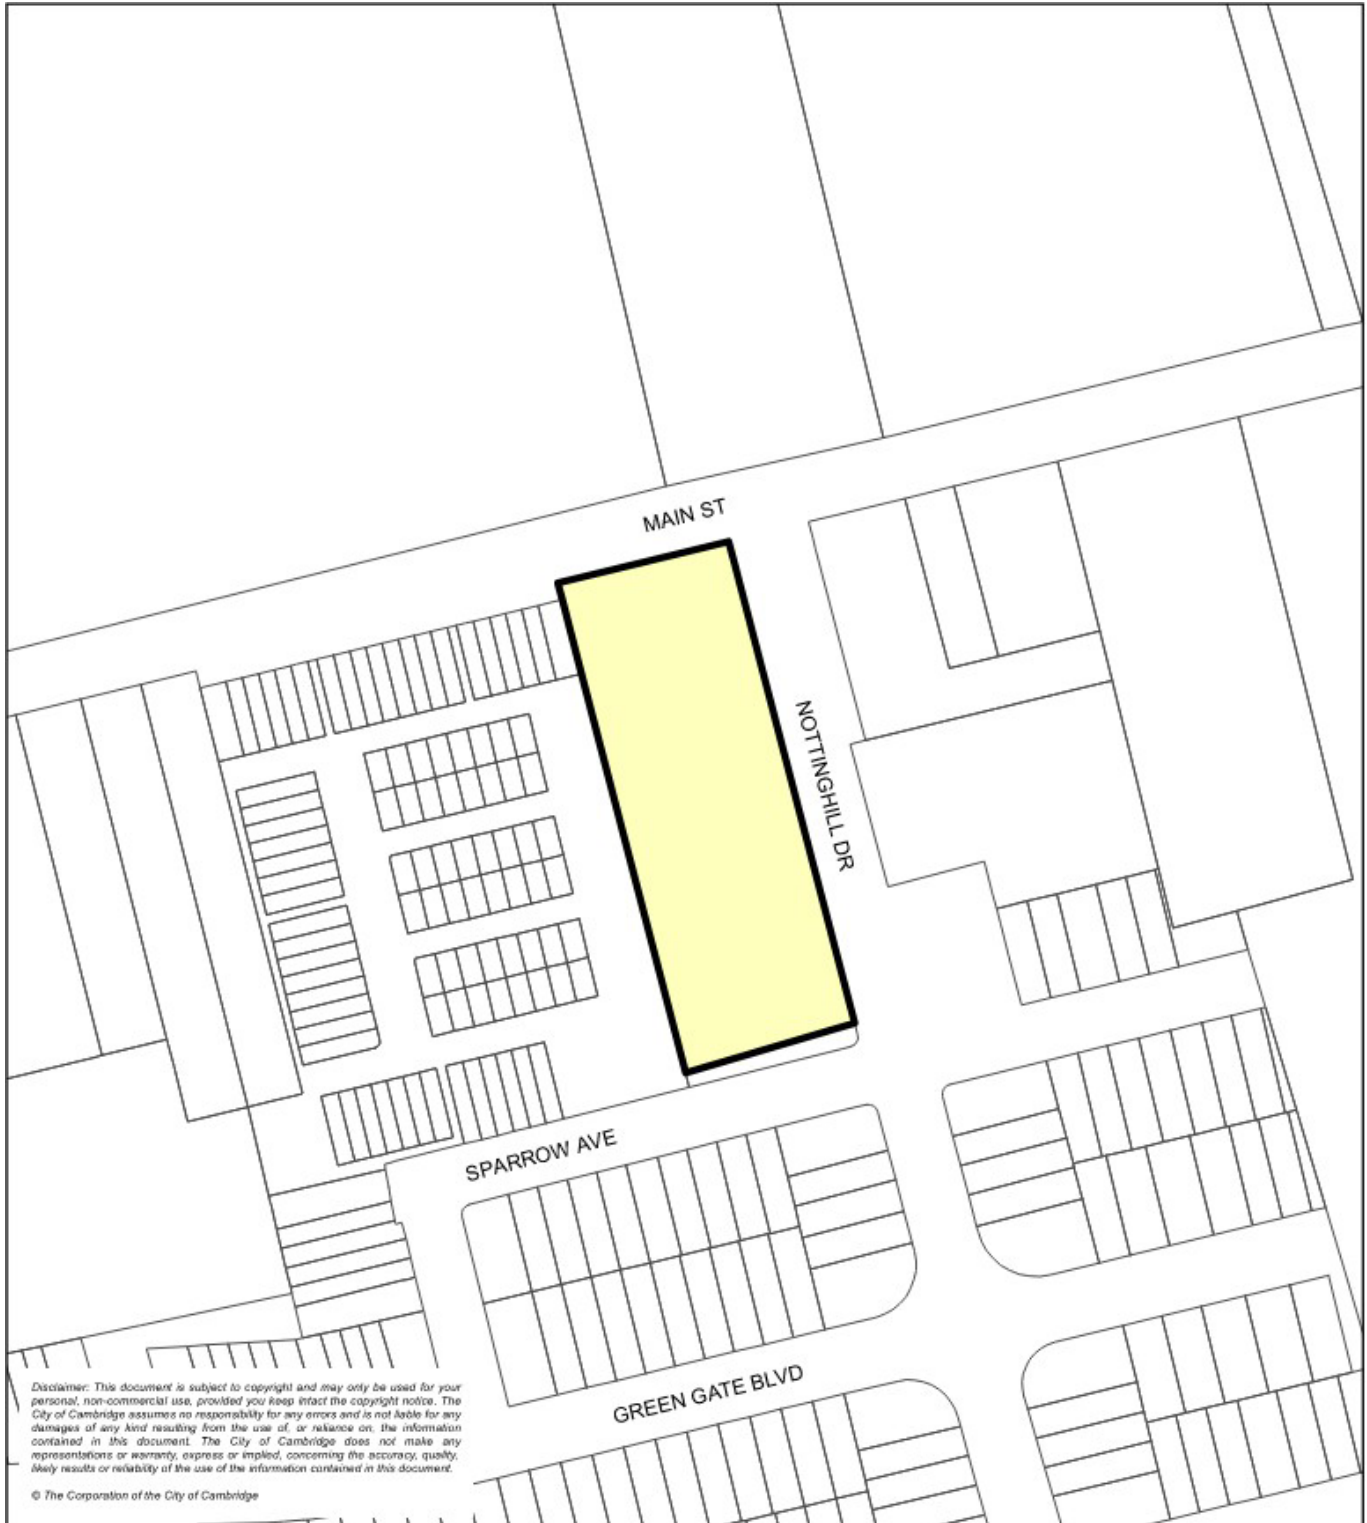 MAIN ST
NOTTINGHILL DR
SPARROW AVE
GREEN GATE BLVD
Disclaimer: This document is subject to copyright and may only be used for your
personal, non-commercial use, provided you keep intact the copyright notice. The
City of Cambridge assumes no responsibility for any errors and is not liable for any
damages of any kind resulting from the use of, or reliance on, the information
contained in this document. The City of Cambridge does not make any
representations or warranty, express or implied, concerning the accuracy, quality,
likely results or reliability of the use of the information contained in this document.
© The Corporation of the City of Cambridge